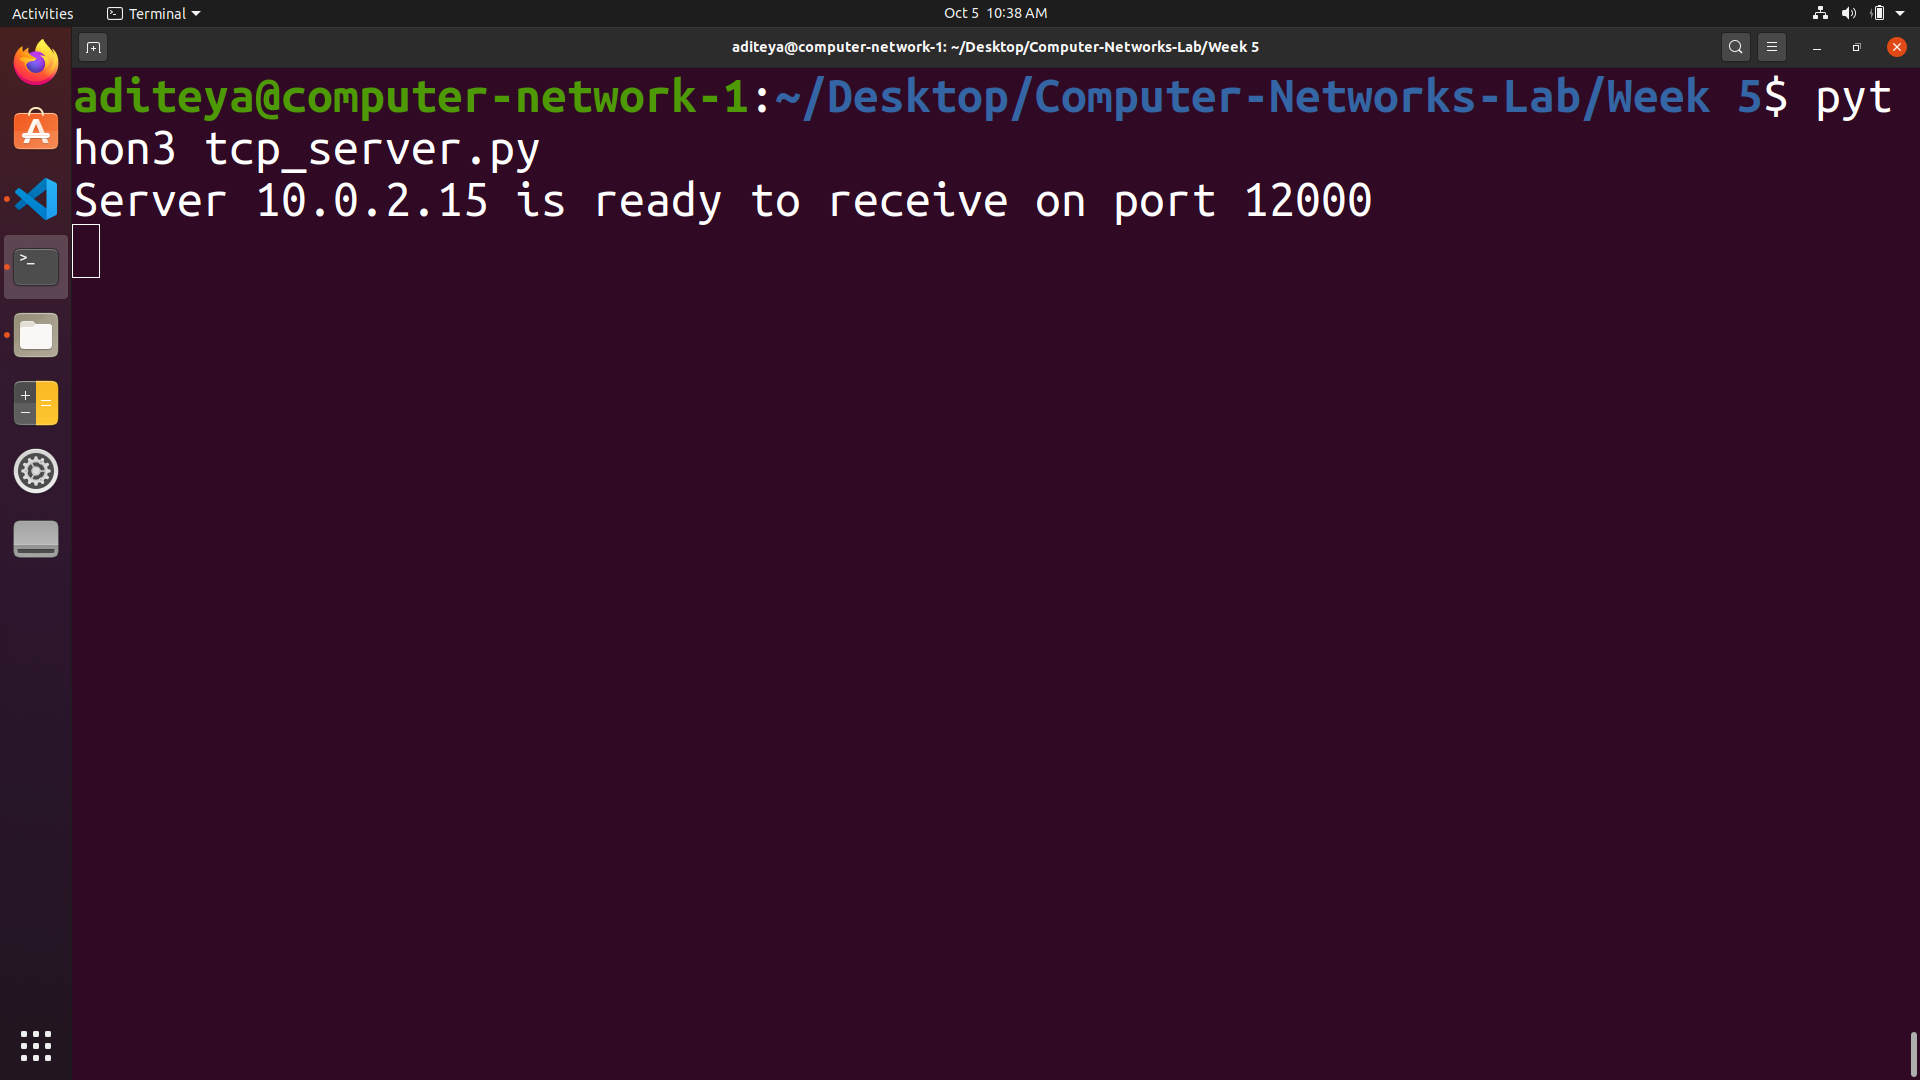 Activities
Terminal
Oct 5 10:38 AM
aditeya@computer-network-1: ~/Desktop/Computer-Networks-Lab/Week 5
aditeya@computer-network-1:~/Desktop/Computer-Networks-Lab/Week 5$ pyt
hon3 tcp_server.py
Server 10.0.2.15 is ready to receive on port 12000